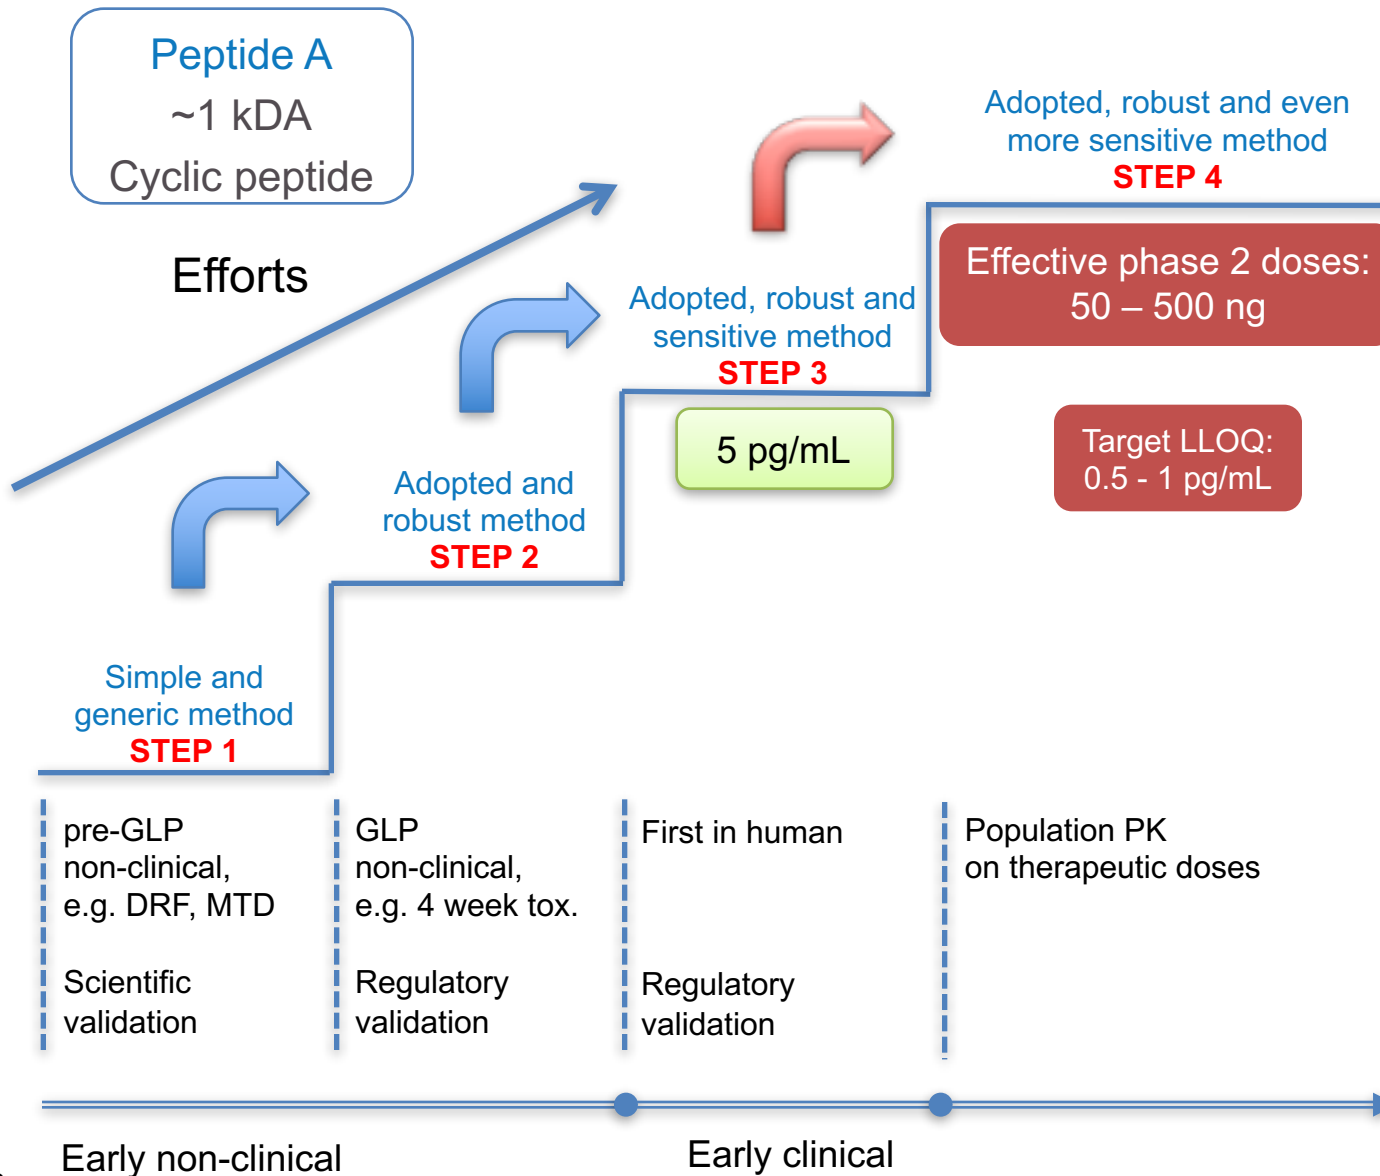 Peptide A
~1 kDA
Cyclic peptide
Efforts
Adopted, robust and even
more sensitive method
STEP 4
Effective phase 2 doses:
50 – 500 ng
Target LLOQ:
0.5 - 1 pg/mL
Adopted, robust and
sensitive method
STEP 3
5 pg/mL
Adopted and
robust method
STEP 2
Simple and
generic method
STEP 1
pre-GLP
non-clinical,
e.g. DRF, MTD
Scientific
validation
GLP
non-clinical,
e.g. 4 week tox.
Regulatory
validation
First in human
Regulatory
validation
Population PK
on therapeutic doses
Early non-clinical
Early clinical